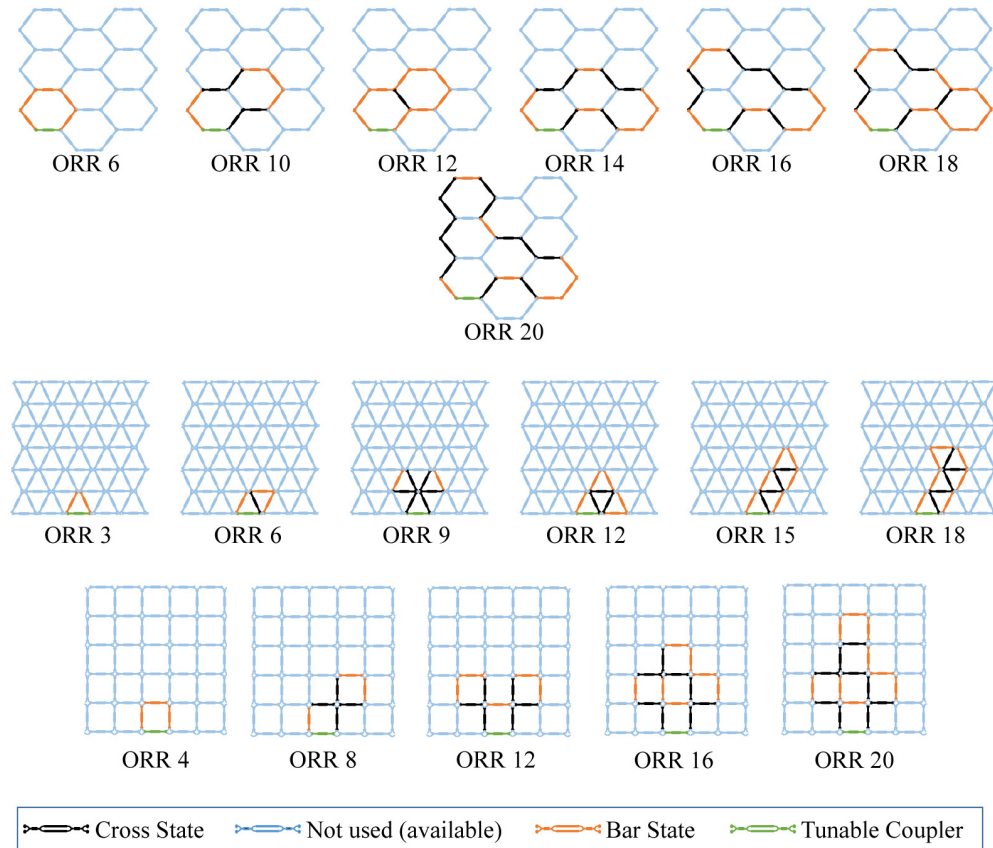 ORR 6 ORR 10 ORR 12 ORR 14 ORR 16 ORR 18
ORR 20
ORR 3 ORR 6 ORR 9 ORR 12 ORR 15 ORR 18
ORR 4 ORR 8 ORR 12 ORR 16 ORR 20
Cross State Not used (available) Bar State Tunable Coupler